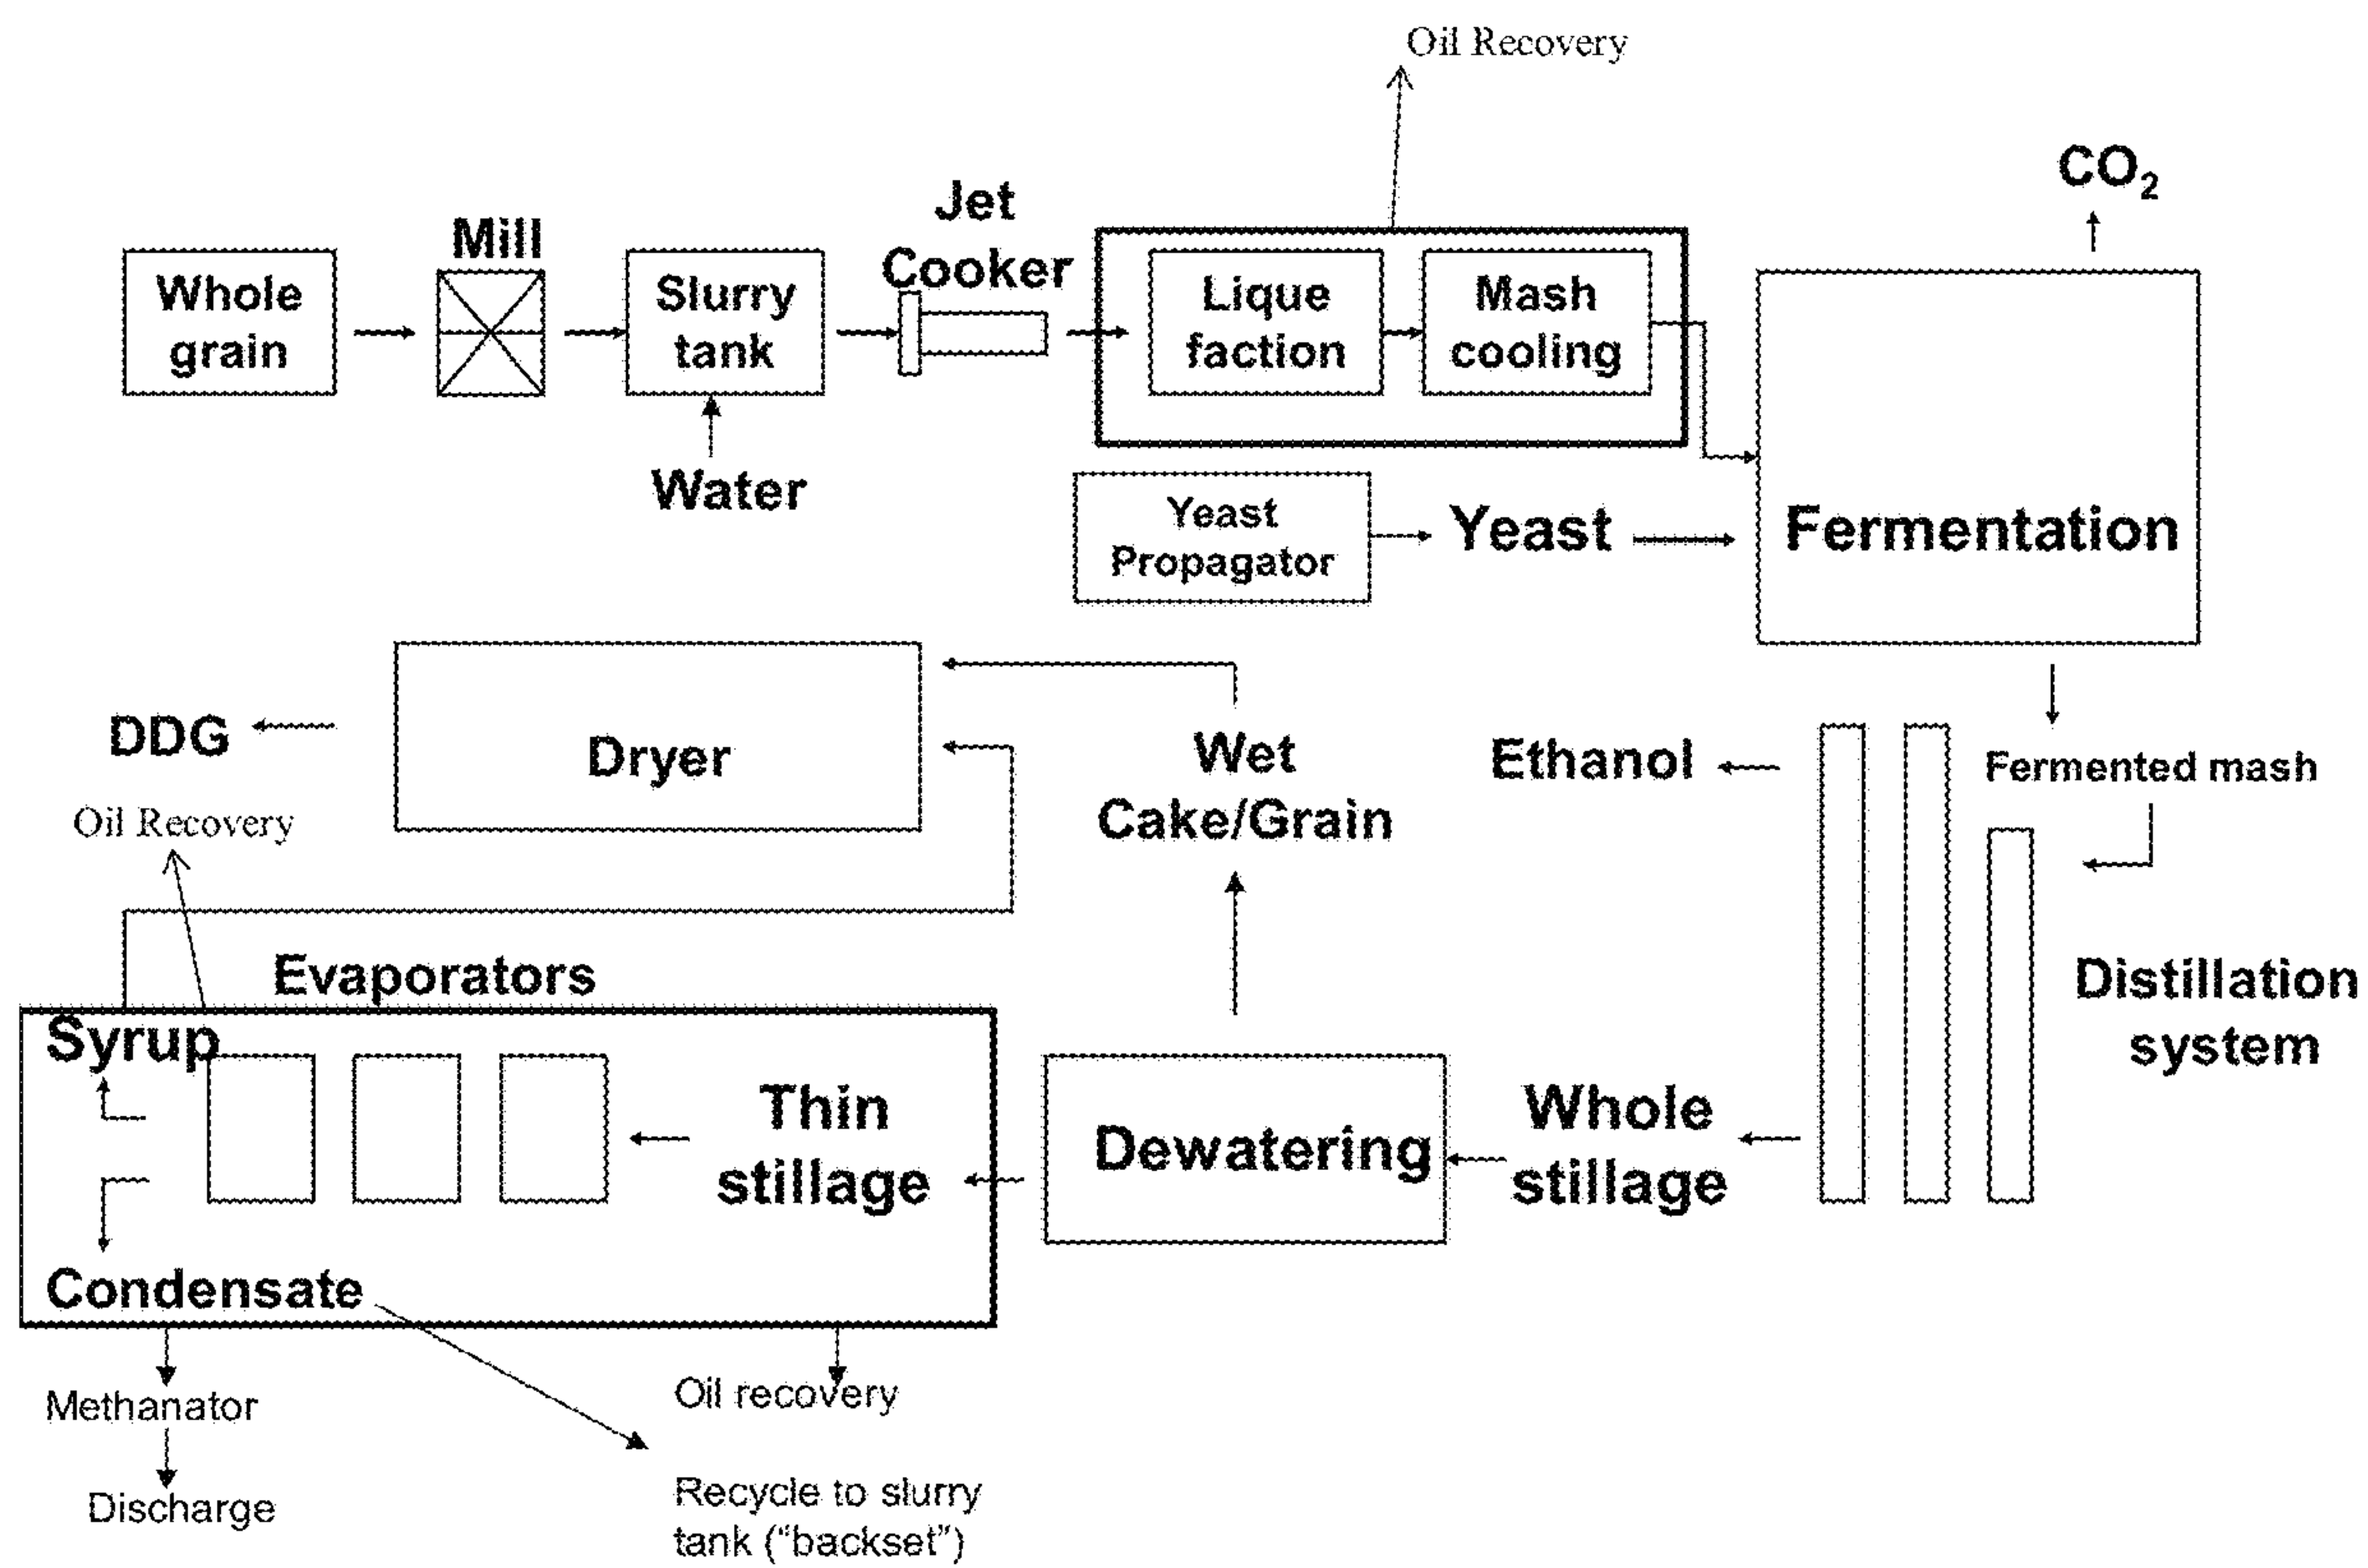 Oil Recovery
CO₂
Jet
Cooker
Mill
Whole
grain
Slurry
tank
Lique
faction
Mash
cooling
Water
Yeast
Propagator
Yeast
Fermentation
DDG
Dryer
Wet
Cake/Grain
Ethanol
Fermented mash
Oil Recovery
Evaporators
Distillation
system
Syrup
Thin
stillage
Dewatering
Whole
stillage
Condensate
Methanator
Oil recovery
Discharge
Recycle to slurry
tank ("backset")